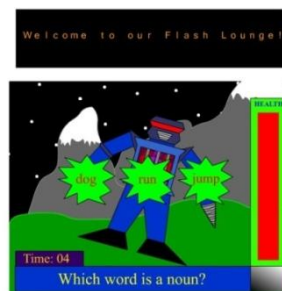 Welcome to our Flash Lounge!
HEALTH
dog run jump
Time: 04
Which word is a noun?